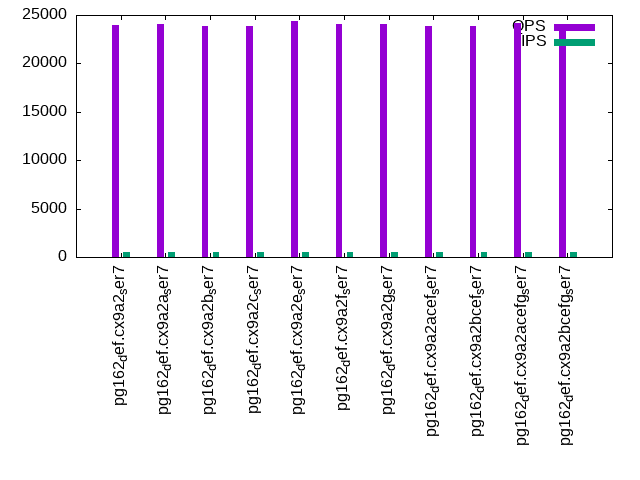 25000
20000
15000
10000
5000
0
QPS
IPS
pg162def.cx9a2ser7
pg162def.cx9a2aser7
pg162def.cx9a2bser7
pg162def.cx9a2cser7
pg162def.cx9a2eser7
pg162def.cx9a2fser7
pg162def.cx9a2gser7
pg162def.cx9a2acefser7
pg162def.cx9a2bcefser7
pg162def.cx9a2acefgser7
pg162def.cx9a2bcefgser7